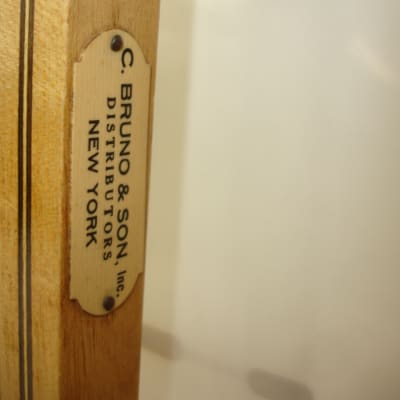 C. BRUNO & SON, Inc.
DISTRIBUTORS
NEW YORK